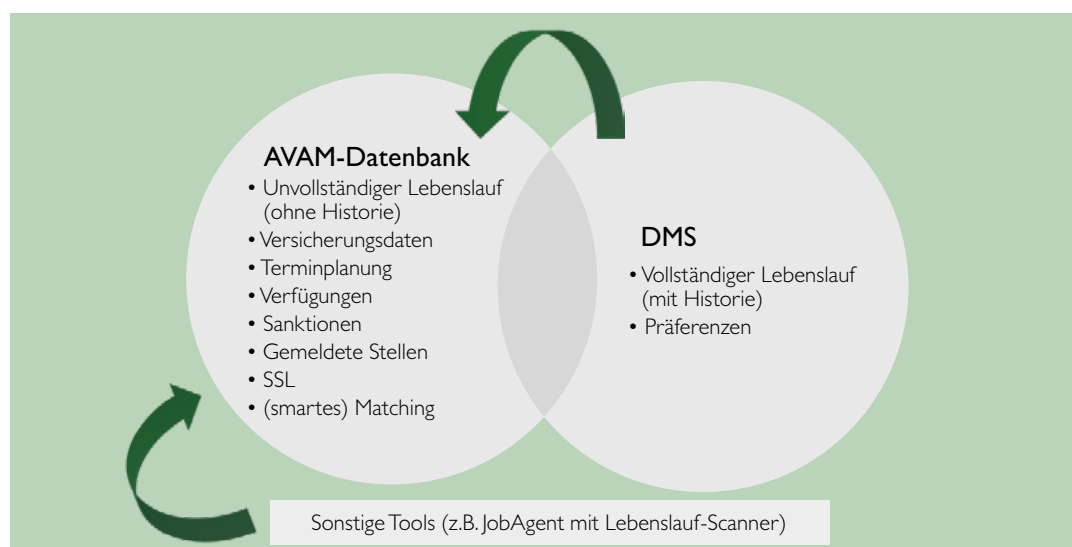 AVAM-Datenbank
• Unvollständiger Lebenslauf
(ohne Historie)
• Versicherungsdaten
• Terminplanung
• Verfügungen
• Sanktionen
• Gemeldete Stellen
• SSL
• (smartes) Matching
DMS
• Vollständiger Lebenslauf
(mit Historie)
• Präferenzen
Sonstige Tools (z.B. JobAgent mit Lebenslauf-Scanner)